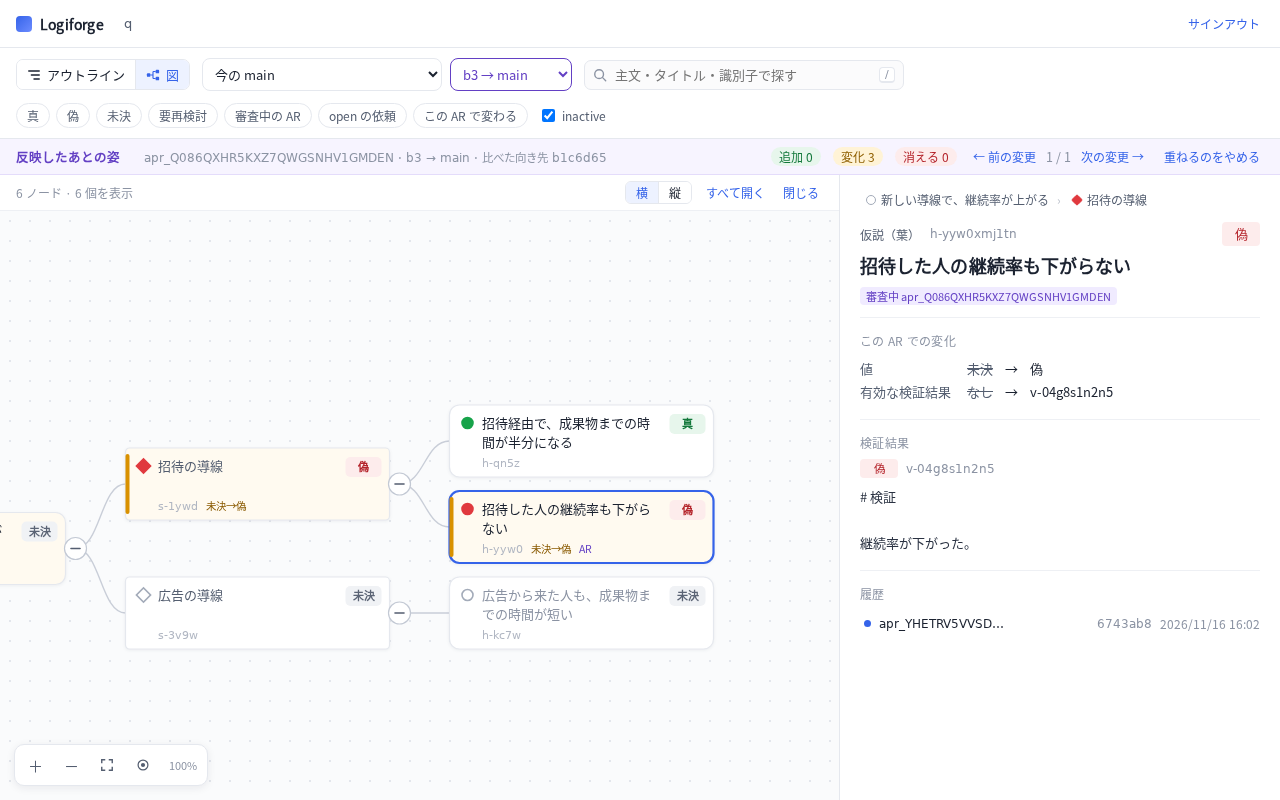 Logiforge q サインアウト
アウトライン 図 今の main b3 → main 主文・タイトル・識別子で探す /
真 偽 未決 要再検討 審査中の AR open の依頼 この AR で変わる inactive
反映したあとの姿 apr_Q086QXHR5KXZ7QWGSNHV1GMDEN · b3 → main · 比べた向き先 b1c6d65 追加 0 変化 3 消える 0 ← 前の変更 1 / 1 次の変更 → 重ねるのをやめる
6 ノード · 6 個を表示 横 縦 すべて開く 閉じる
未決
招待の導線 偽
s-1ywd 未決→偽
広告の導線 未決
s-3v9w
招待経由で、成果物までの時
間が半分になる
真
h-qn5z
招待した人の継続率も下がら
ない
偽
h-yyw0 未決→偽 AR
広告から来た人も、成果物ま
での時間が短い
未決
h-kc7w
100%
新しい導線で、継続率が上がる › 招待の導線
仮説（葉） h-yyw0xmj1tn 偽
招待した人の継続率も下がらない
審査中 apr_Q086QXHR5KXZ7QWGSNHV1GMDEN
この AR での変化
値 未決 → 偽
有効な検証結果 なし → v-04g8s1n2n5
検証結果
偽 v-04g8s1n2n5
# 検証
継続率が下がった。
履歴
apr_YHETRV5VVSD… 6743ab8 2026/11/16 16:02